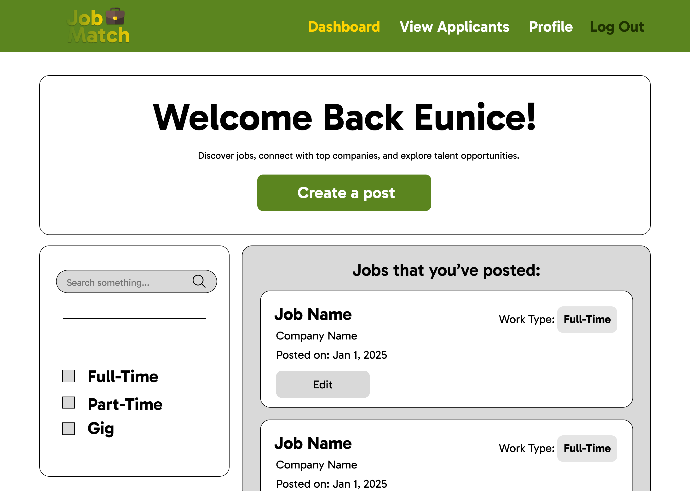 Job
Match
Dashboard View Applicants Profile Log Out
Welcome Back Eunice!
Discover jobs, connect with top companies, and explore talent opportunities.
Create a post
Search something...
Full-Time
Part-Time
Gig
Jobs that you’ve posted:
Job Name
Work Type: Full-Time
Company Name
Posted on: Jan 1, 2025
Edit
Job Name
Work Type: Full-Time
Company Name
Posted on: Jan 1, 2025